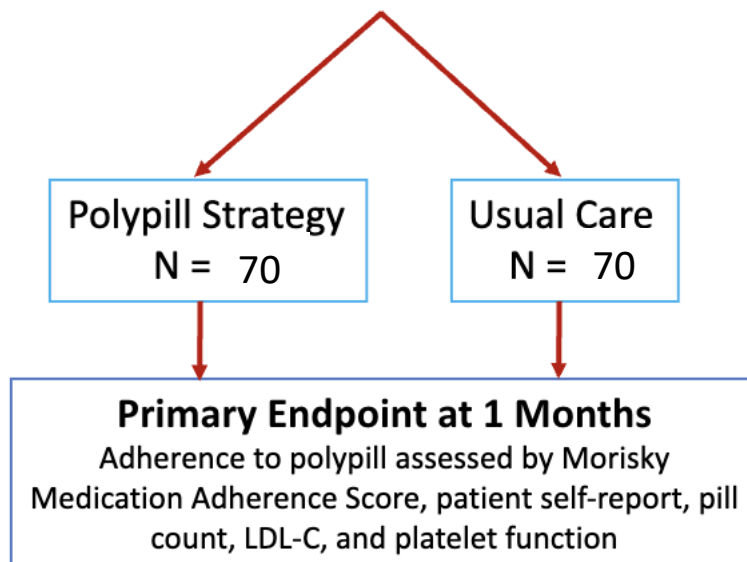 Polypill Strategy
N = 70
Usual Care
N = 70
Primary Endpoint at 1 Months
Adherence to polypill assessed by Morisky
Medication Adherence Score, patient self-report, pill
count, LDL-C, and platelet function